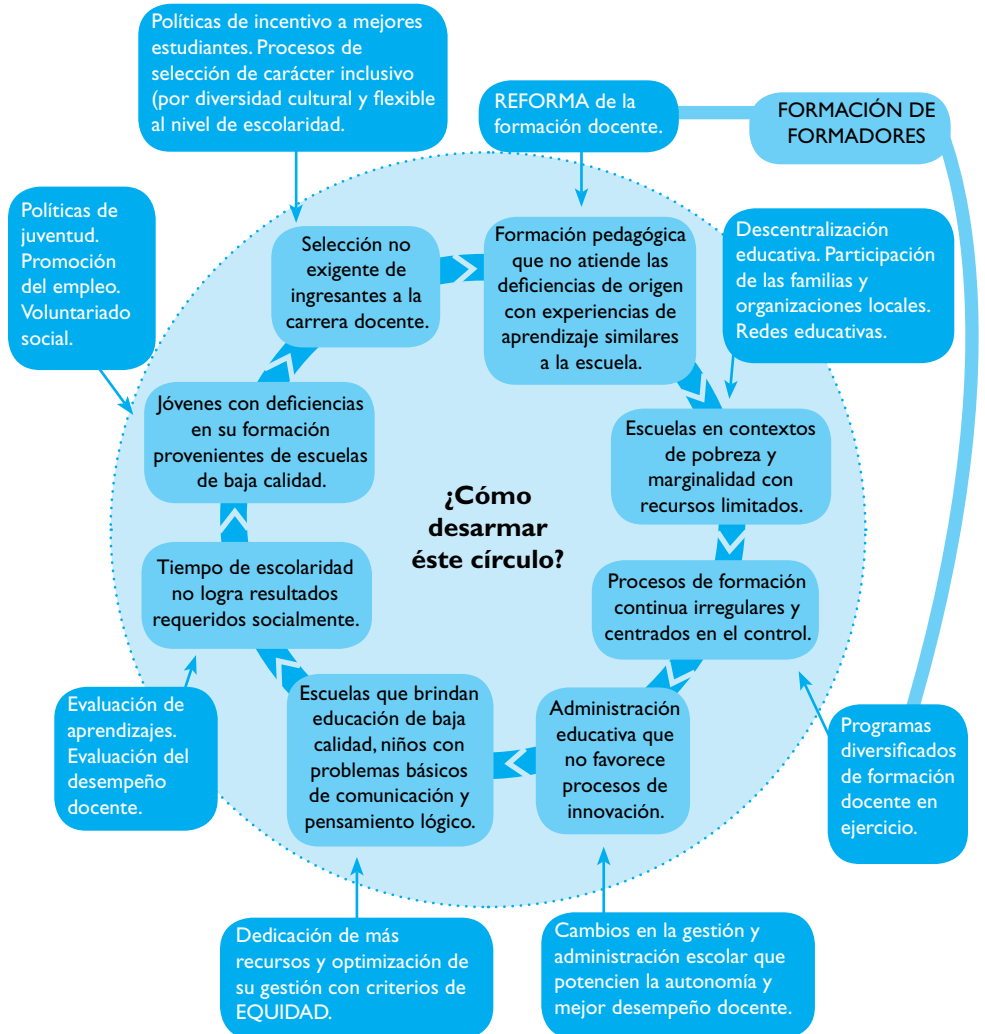 Políticas de incentivo a mejores
estudiantes. Procesos de
selección de carácter inclusivo
(por diversidad cultural y flexible
al nivel de escolaridad.
REFORMA de la
formación docente.
FORMACIÓN DE
FORMADORES
Políticas de
juventud.
Promoción
del empleo.
Voluntariado
social.
Selección no
exigente de
ingresantes a la
carrera docente.
Formación pedagógica
que no atiende las
deficiencias de origen
con experiencias de
aprendizaje similares
a la escuela.
Descentralización
educativa. Participación
de las familias y
organizaciones locales.
Redes educativas.
Jóvenes con deficiencias
en su formación
provenientes de escuelas
de baja calidad.
Escuelas en contextos
de pobreza y
marginalidad con
recursos limitados.
¿Cómo
desarmar
éste círculo?
Tiempo de escolaridad
no logra resultados
requeridos socialmente.
Procesos de formación
continua irregulares y
centrados en el control.
Evaluación de
aprendizajes.
Evaluación del
desempeño
docente.
Escuelas que brindan
educación de baja
calidad, niños con
problemas básicos
de comunicación y
pensamiento lógico.
Administración
educativa que
no favorece
procesos de
innovación.
Programas
diversificados
de formación
docente en
ejercicio.
Dedicación de más
recursos y optimización de
su gestión con criterios de
EQUIDAD.
Cambios en la gestión y
administración escolar que
potencien la autonomía y
mejor desempeño docente.